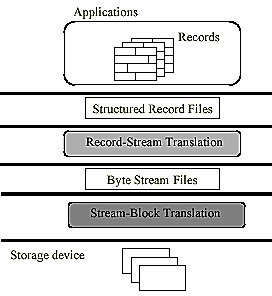 Applications
Records
Structured Record Files
Record-Stream Translation
Byte Stream Files
Stream-Block Translation
Storage device